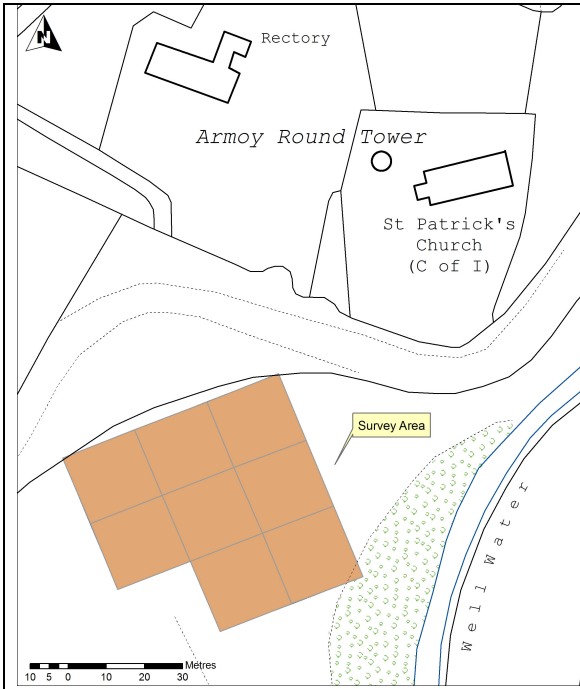 N
Rectory
Armoy Round Tower
St Patrick's
Church
(C of I)
Survey Area
Well Water
10 5 0 10 20 30 Metres